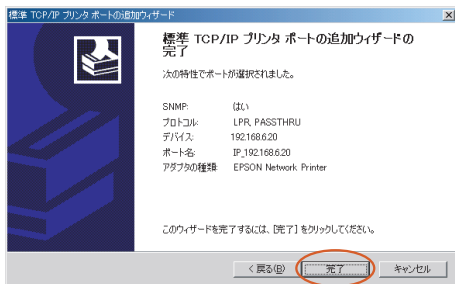 標準 TCP/IP プリンタ ポートの追加ウィザード
標準 TCP/IP プリンタ ポートの追加ウィザードの
完了
次の特性でポートが選択されました。
SNMP: はい
プロトコル: LPR, PASSTHRU
デバイス: 192.168.6.20
ポート名: IP_192.168.6.20
アダプタの種類: EPSON Network Printer
このウィザードを完了するには、[完了] をクリックしてください。
< 戻る(B) 完了 キャンセル